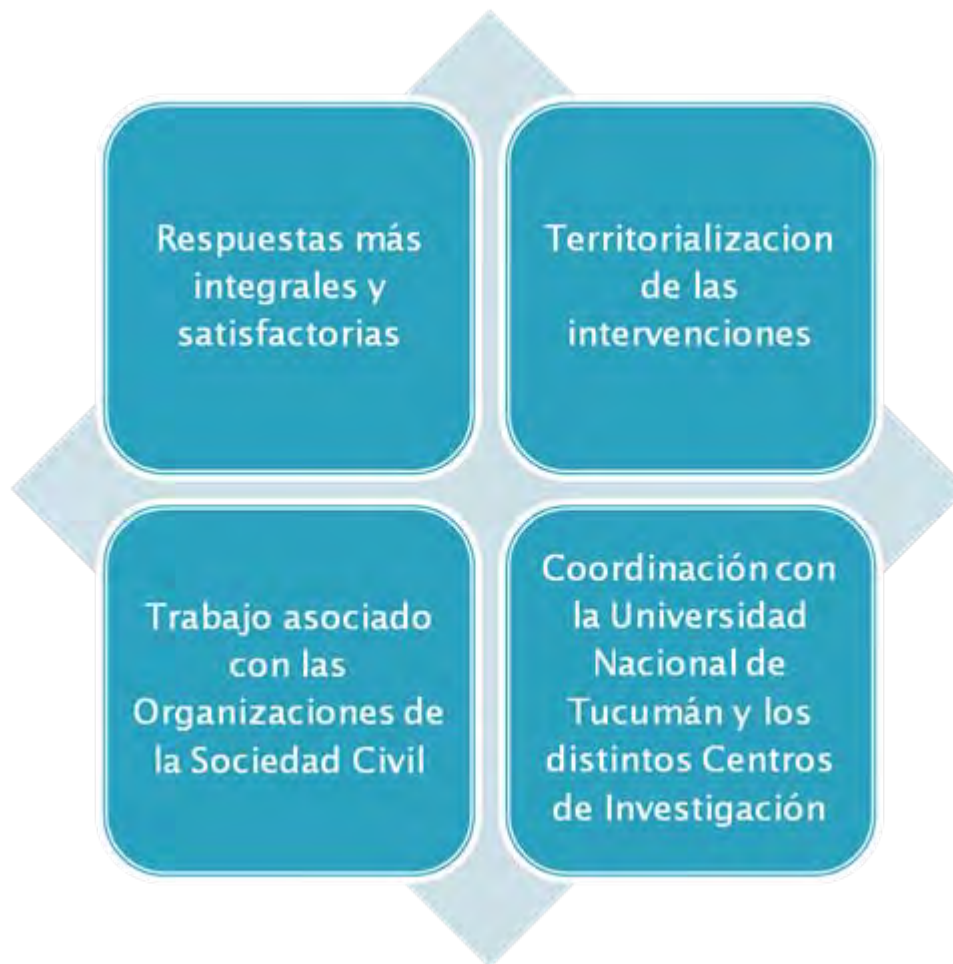 Respuestas más
integrales y
satisfactorias
Territorializacion
de las
intervenciones
Trabajo asociado
con las
Organizaciones de
la Sociedad Civil
Coordinación con
la Universidad
Nacional de
Tucumán y los
distintos Centros
de Investigación